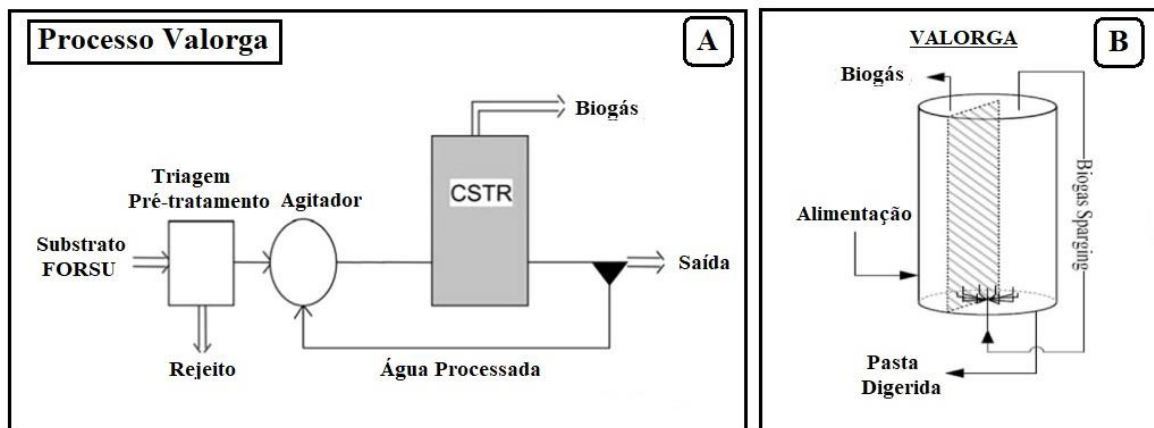 Processo Valorga
A
Biogás
CSTR
Triagem
Pré-tratamento
Agitador
Substrato
FORSU
Saída
Rejeito
Água Processada
VALORGA
B
Biogás
Biogas Sparging
Alimentação
Pasta
Digerida